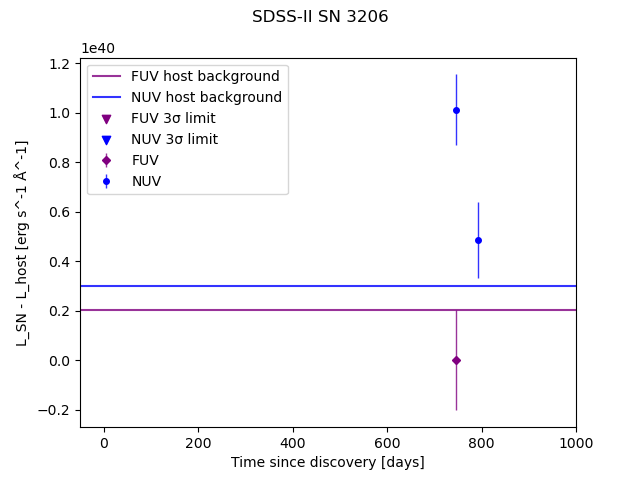 SDSS-II SN 3206
1e40
FUV host background
NUV host background
FUV 3σ limit
NUV 3σ limit
FUV
NUV
1.2
1.0
0.8
0.6
0.4
0.2
0.0
−0.2
L_SN - L_host [erg s^-1 Å^-1]
0 200 400 600 800 1000
Time since discovery [days]